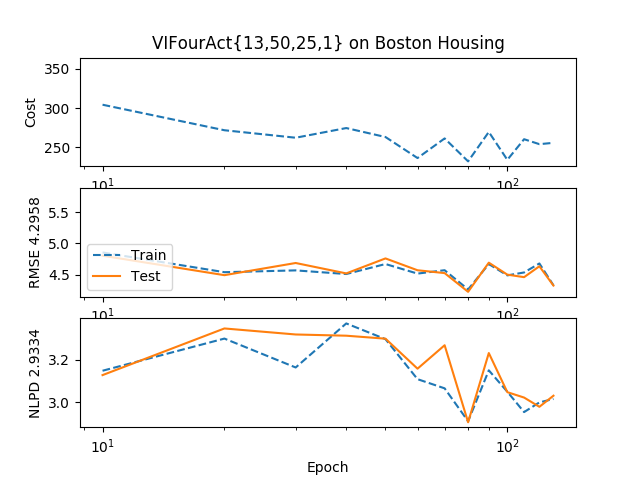 VIFourAct{13,50,25,1} on Boston Housing
350
300
250
Cost
10¹ 10²
5.5
5.0
4.5
RMSE 4.2958
Train
Test
10¹ 10²
3.2
3.0
NLPD 2.9334
10¹ 10²
Epoch